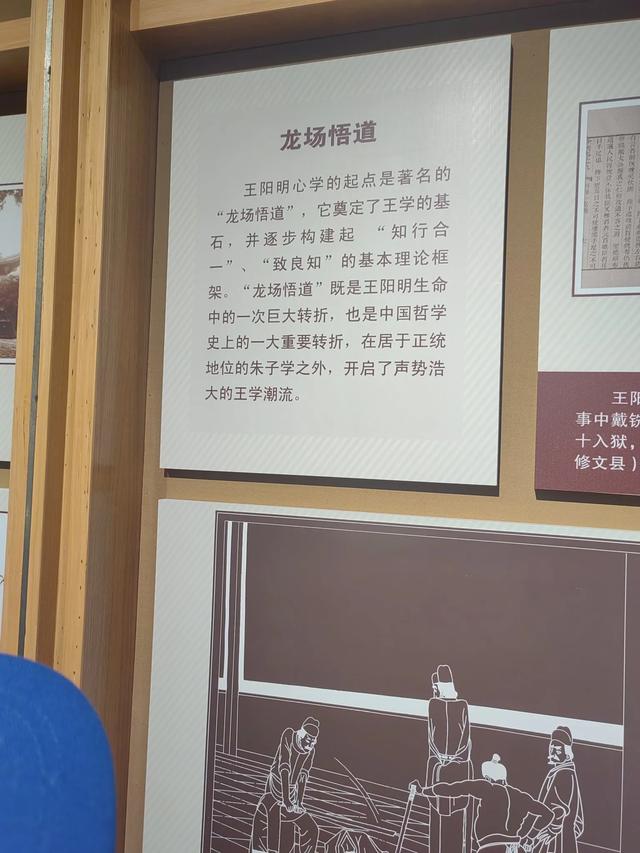 龙场悟道
王阳明心学的起点是著名的
“龙场悟道”，它奠定了王学的基
石，并逐步构建起 “知行合
一”、“致良知”的基本理论框
架。“龙场悟道”既是王阳明生命
中的一次巨大转折，也是中国哲学
史上的一大重要转折，在居于正统
地位的朱子学之外，开启了声势浩
大的王学潮流。
王阳
事中戴铣
十入狱，
修文县）